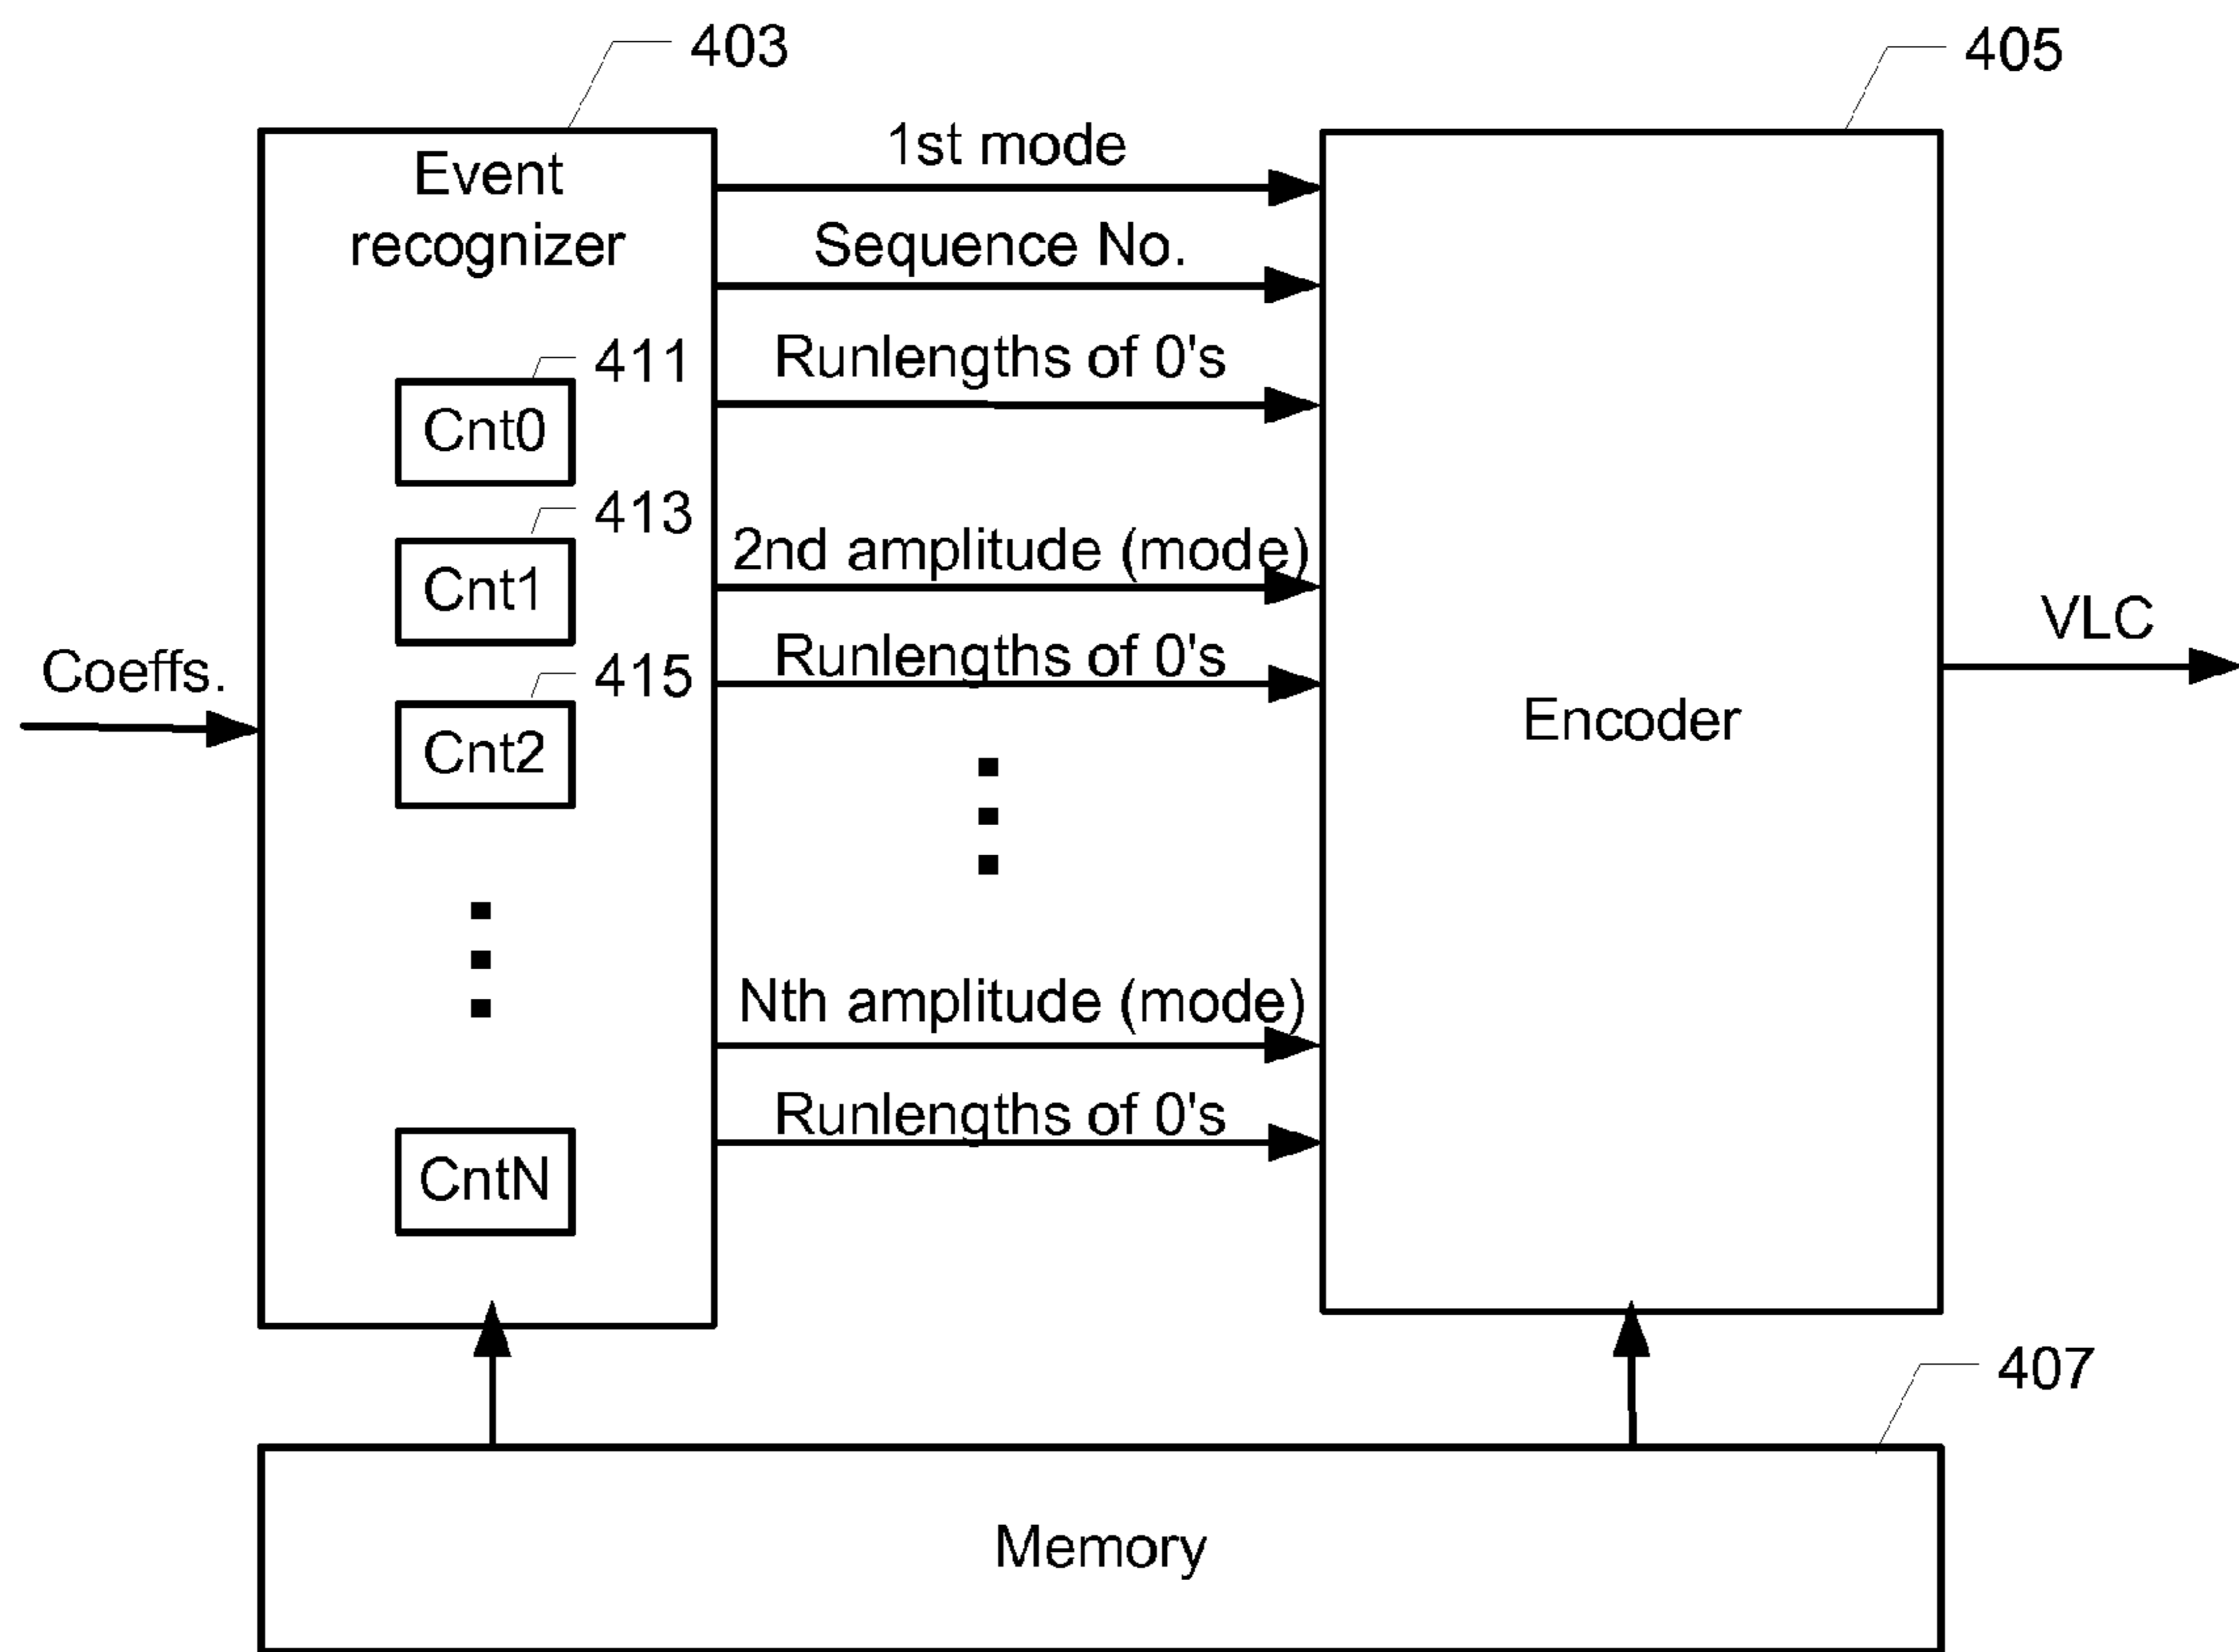 403
405
1st mode
Event
recognizer
Sequence No.
Runlengths of 0's
411
Cnt0
413
2nd amplitude (mode)
Cnt1
VLC
Runlengths of 0's
Coeffs.
415
Cnt2
Encoder
Nth amplitude (mode)
Runlengths of 0's
CntN
407
Memory